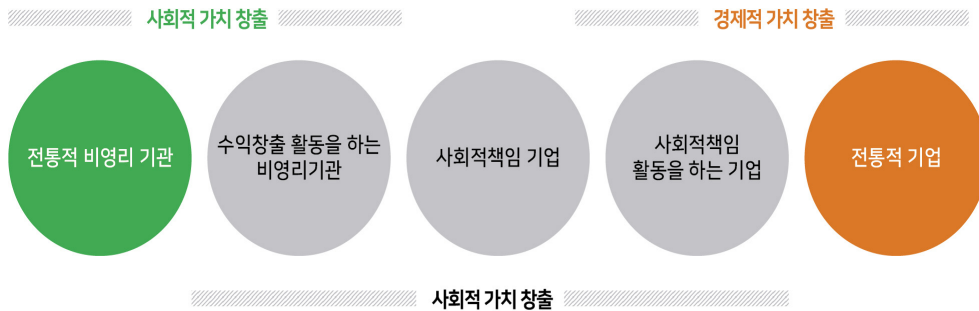 사회적 가치 창출
경제적 가치 창출
전통적 비영리 기관
수익창출 활동을 하는
비영리기관
사회적책임 기업
사회적책임
활동을 하는 기업
전통적 기업
사회적 가치 창출